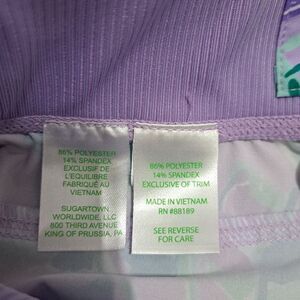 86% POLYESTER
14% SPANDEX
EXCLUSIF DE
L'EQUILIBRE
FABRIQUÉ AU
VIETNAM
SUGARTOWN
WORLDWIDE, LLC
800 THIRD AVENUE
KING OF PRUSSIA, PA
86% POLYESTER
14% SPANDEX
EXCLUSIVE OF TRIM
MADE IN VIETNAM
RN #88189
SEE REVERSE
FOR CARE